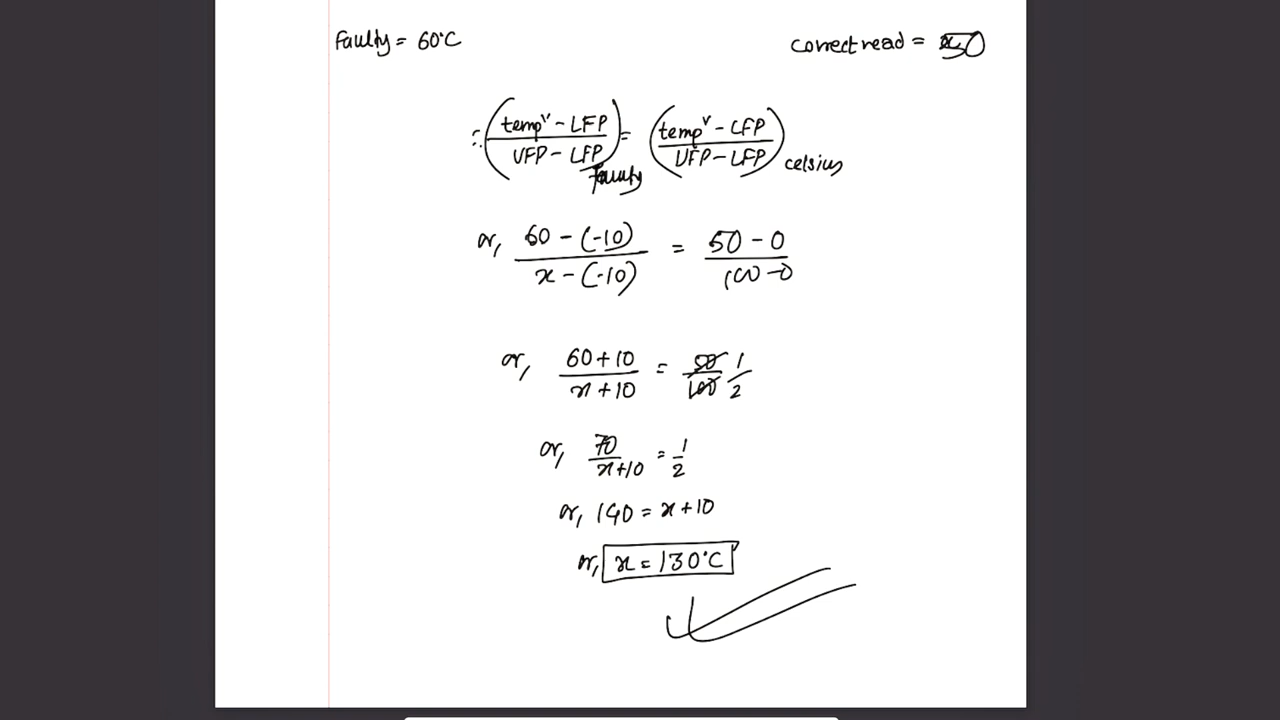 Faulty = 60°C
Correct read = 50
∴ (temp^r - LFP / UFP - LFP) Faulty = (temp^r - LFP / UFP - LFP) celsius
or, 60 - (-10) / x - (-10) = 50 - 0 / 100 - 0
or, 60 + 10 / x + 10 = 50 / 100 1 / 2
or, 70 / x + 10 = 1 / 2
or, 140 = x + 10
or, x = 130°C